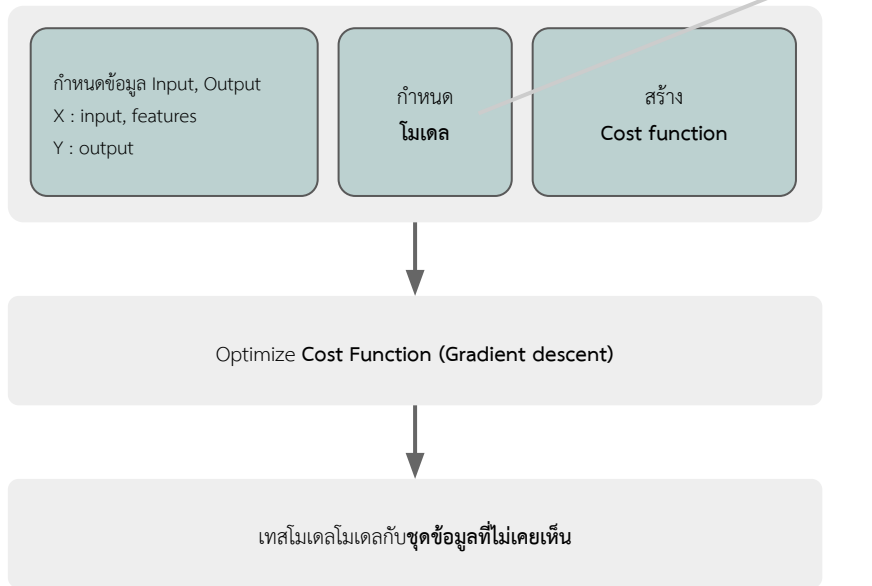 กำหนดข้อมูล Input, Output
X : input, features
Y : output
กำหนด
โมเดล
สร้าง
Cost function
Optimize Cost Function (Gradient descent)
เทสโมเดลโมเดลกับชุดข้อมูลที่ไม่เคยเห็น